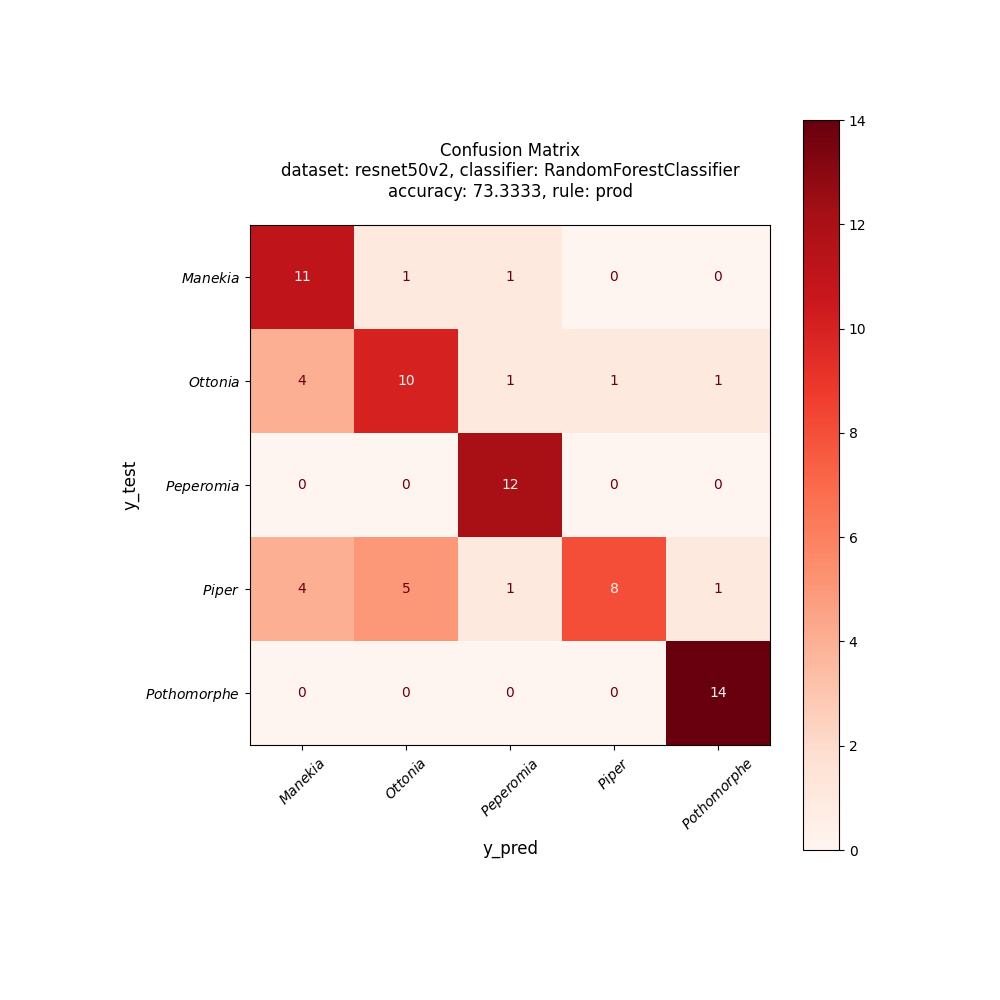 Confusion Matrix
dataset: resnet50v2, classifier: RandomForestClassifier
accuracy: 73.3333, rule: prod
y_test
Manekia 11 1 1 0 0
Ottonia 4 10 1 1 1
Peperomia 0 0 12 0 0
Piper 4 5 1 8 1
Pothomorphe 0 0 0 0 14
Manekia Ottonia Peperomia Piper Pothomorphe
y_pred
14
12
10
8
6
4
2
0